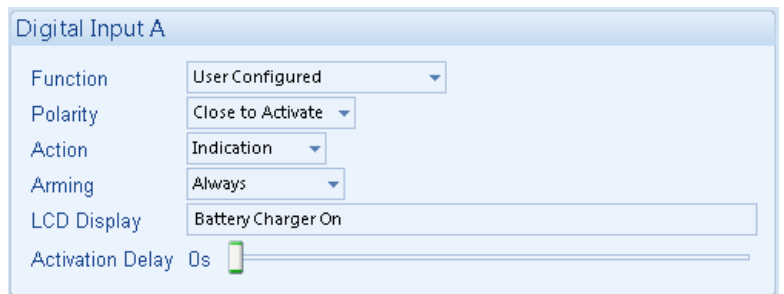 Digital Input A
Function User Configured
Polarity Close to Activate
Action Indication
Arming Always
LCD Display Battery Charger On
Activation Delay 0s